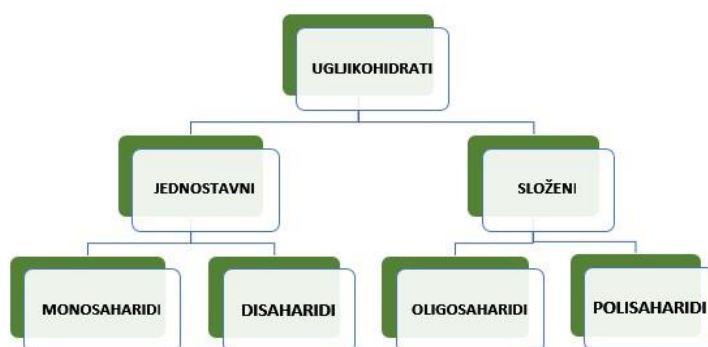 UGLJIKOHIDRATI
JEDNOSTAVNI
SLOŽENI
MONOSAHARIDI
DISAHARIDI
OLIGOSAHARIDI
POLISAHARIDI